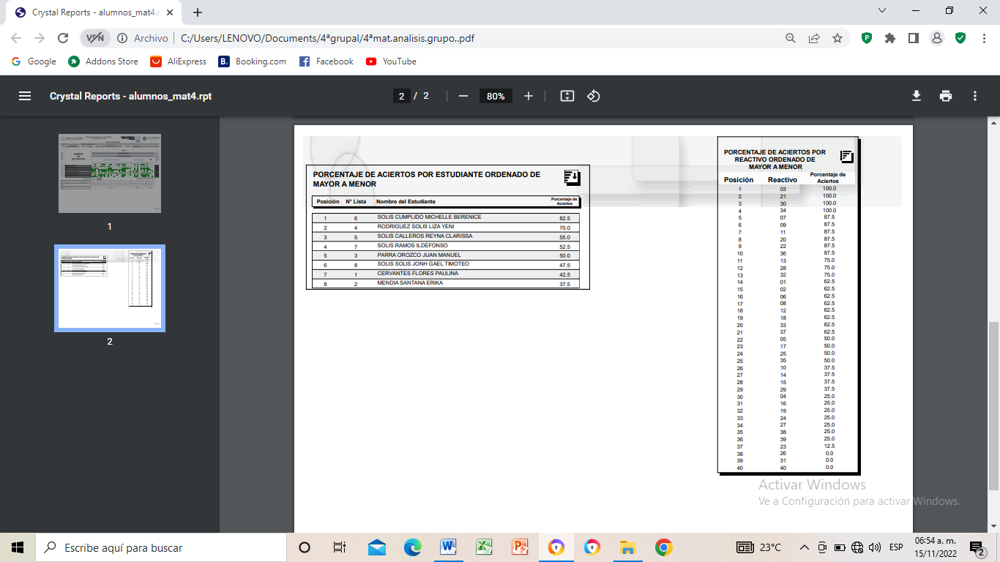 Crystal Reports - alumnos_mat4.r
VPN Archivo C:/Users/LENOVO/Documents/4ªgrupal/4ªmat.analisis.grupo..pdf
Google Addons Store AliExpress Booking.com Facebook YouTube
Crystal Reports - alumnos_mat4.rpt 2 / 2 80%
1
2
PORCENTAJE DE ACIERTOS POR ESTUDIANTE ORDENADO DE
MAYOR A MENOR
Posición N° Lista Nombre del Estudiante Porcentaje de Aciertos
1 6 SOLIS CUMPLIDO MICHELLE BERENICE 82.5
2 4 RODRIGUEZ SOLIS LIZA YENI 70.0
3 5 SOLIS CALLEROS REYNA CLARISSA 55.0
4 7 SOLIS RAMOS ILDEFONSO 52.5
5 3 PARRA OROZCO JUAN MANUEL 50.0
6 8 SOLIS SOLIS JONH GAEL TIMOTEO 47.5
7 1 CERVANTES FLORES PAULINA 42.5
8 2 MENDIA SANTANA ERIKA 37.5
PORCENTAJE DE ACIERTOS POR
REACTIVO ORDENADO DE
MAYOR A MENOR
Posición Reactivo Porcentaje de Aciertos
1 03 100.0
2 21 100.0
3 30 100.0
4 34 100.0
5 07 87.5
6 09 87.5
7 11 87.5
8 20 87.5
9 22 87.5
10 36 87.5
11 13 75.0
12 28 75.0
13 32 75.0
14 01 62.5
15 02 62.5
16 06 62.5
17 08 62.5
18 12 62.5
19 18 62.5
20 33 62.5
21 37 62.5
22 05 50.0
23 17 50.0
24 25 50.0
25 35 50.0
26 10 37.5
27 14 37.5
28 15 37.5
29 29 37.5
30 04 25.0
31 16 25.0
32 19 25.0
33 24 25.0
34 27 25.0
35 38 25.0
36 39 25.0
37 23 12.5
38 26 0.0
39 31 0.0
40 40 0.0
Activar Windows
Ve a Configuración para activar Windows.
Escribe aquí para buscar 23°C ESP 06:54 a. m.
15/11/2022 2